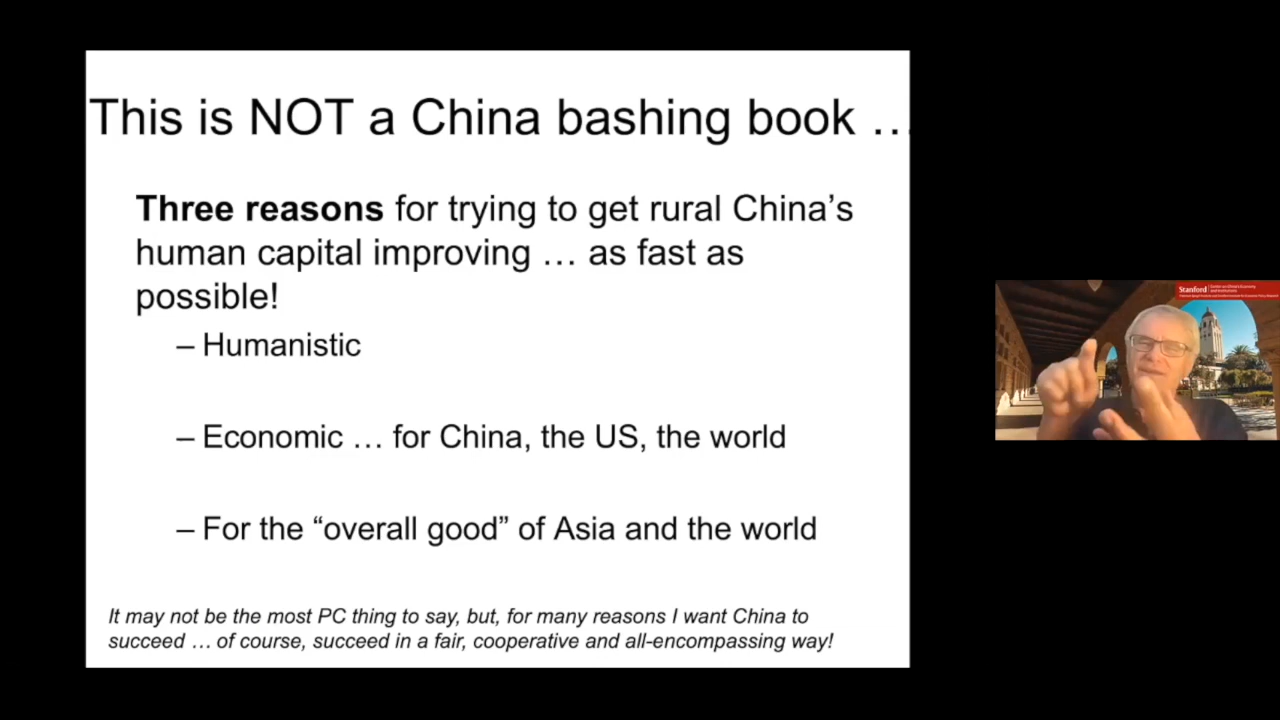 This is NOT a China bashing book …
Three reasons for trying to get rural China’s
human capital improving … as fast as
possible!
– Humanistic
– Economic … for China, the US, the world
– For the “overall good” of Asia and the world
It may not be the most PC thing to say, but, for many reasons I want China to
succeed … of course, succeed in a fair, cooperative and all-encompassing way!
Stanford